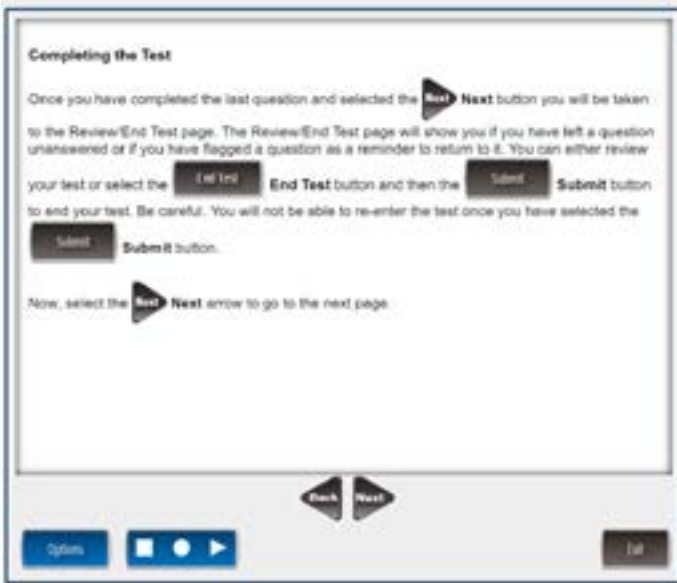 Completing the Test
Once you have completed the last question and selected the Next Next button you will be taken
to the Review/End Test page. The Review/End Test page will show you if you have left a question
unanswered or if you have flagged a question as a reminder to return to it. You can either review
your test or select the End Test End Test button and then the Submit Submit button
to end your test. Be careful. You will not be able to re-enter the test once you have selected the
Submit Submit button.
Now, select the Next Next arrow to go to the next page.
Back Next
Options Exit